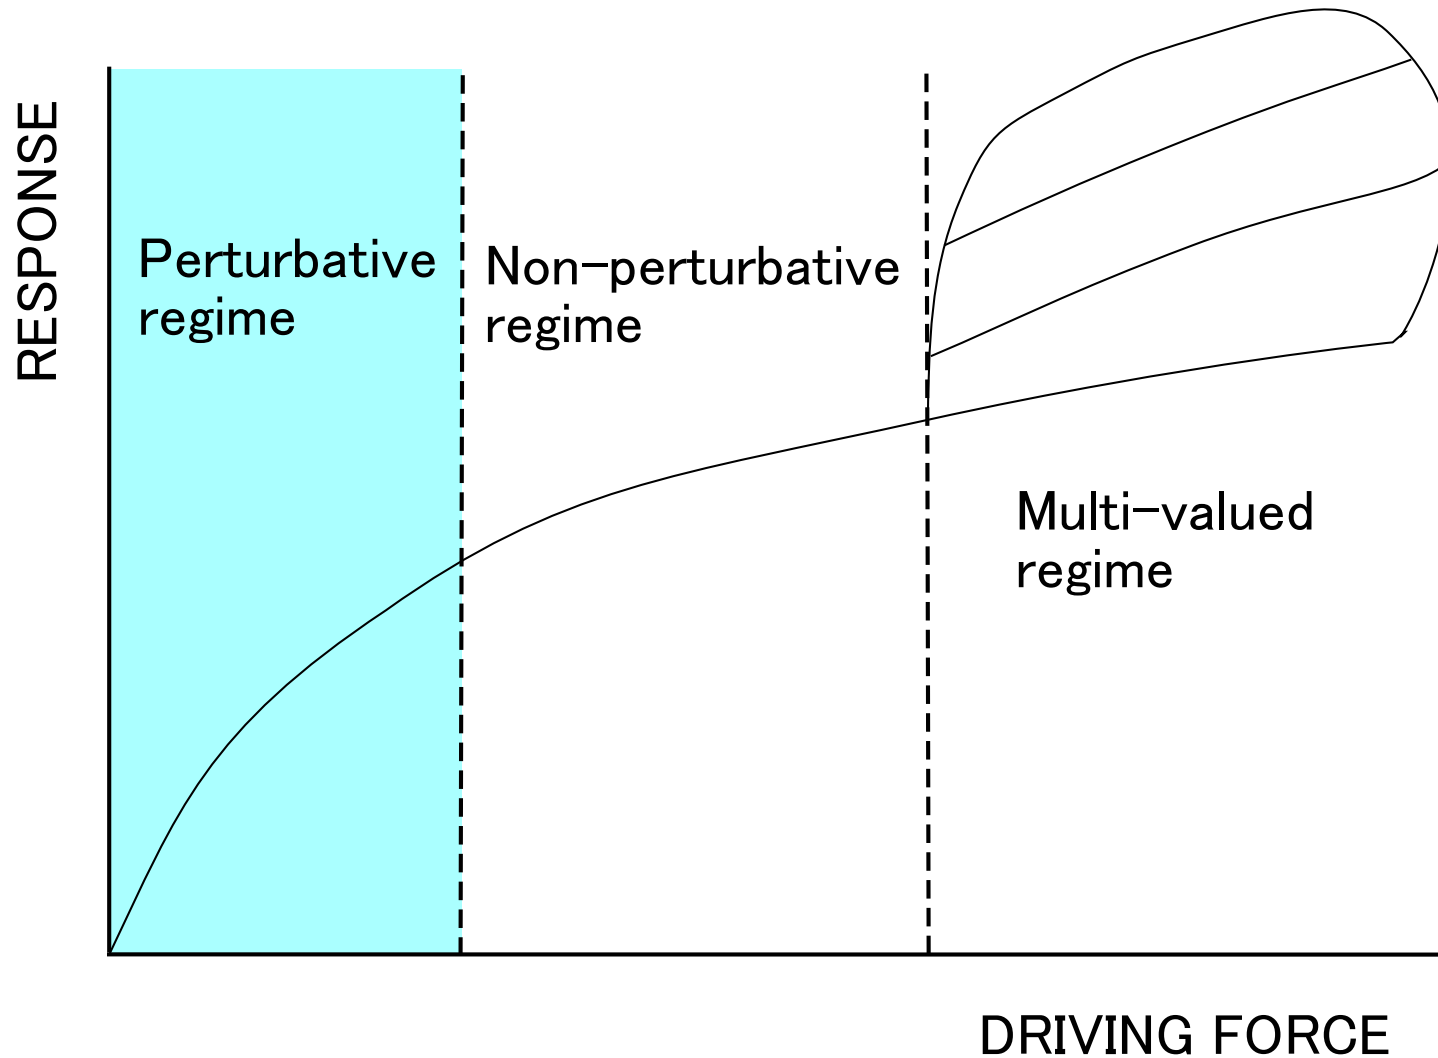 RESPONSE
Perturbative
regime
Non-perturbative
regime
Multi-valued
regime
DRIVING FORCE